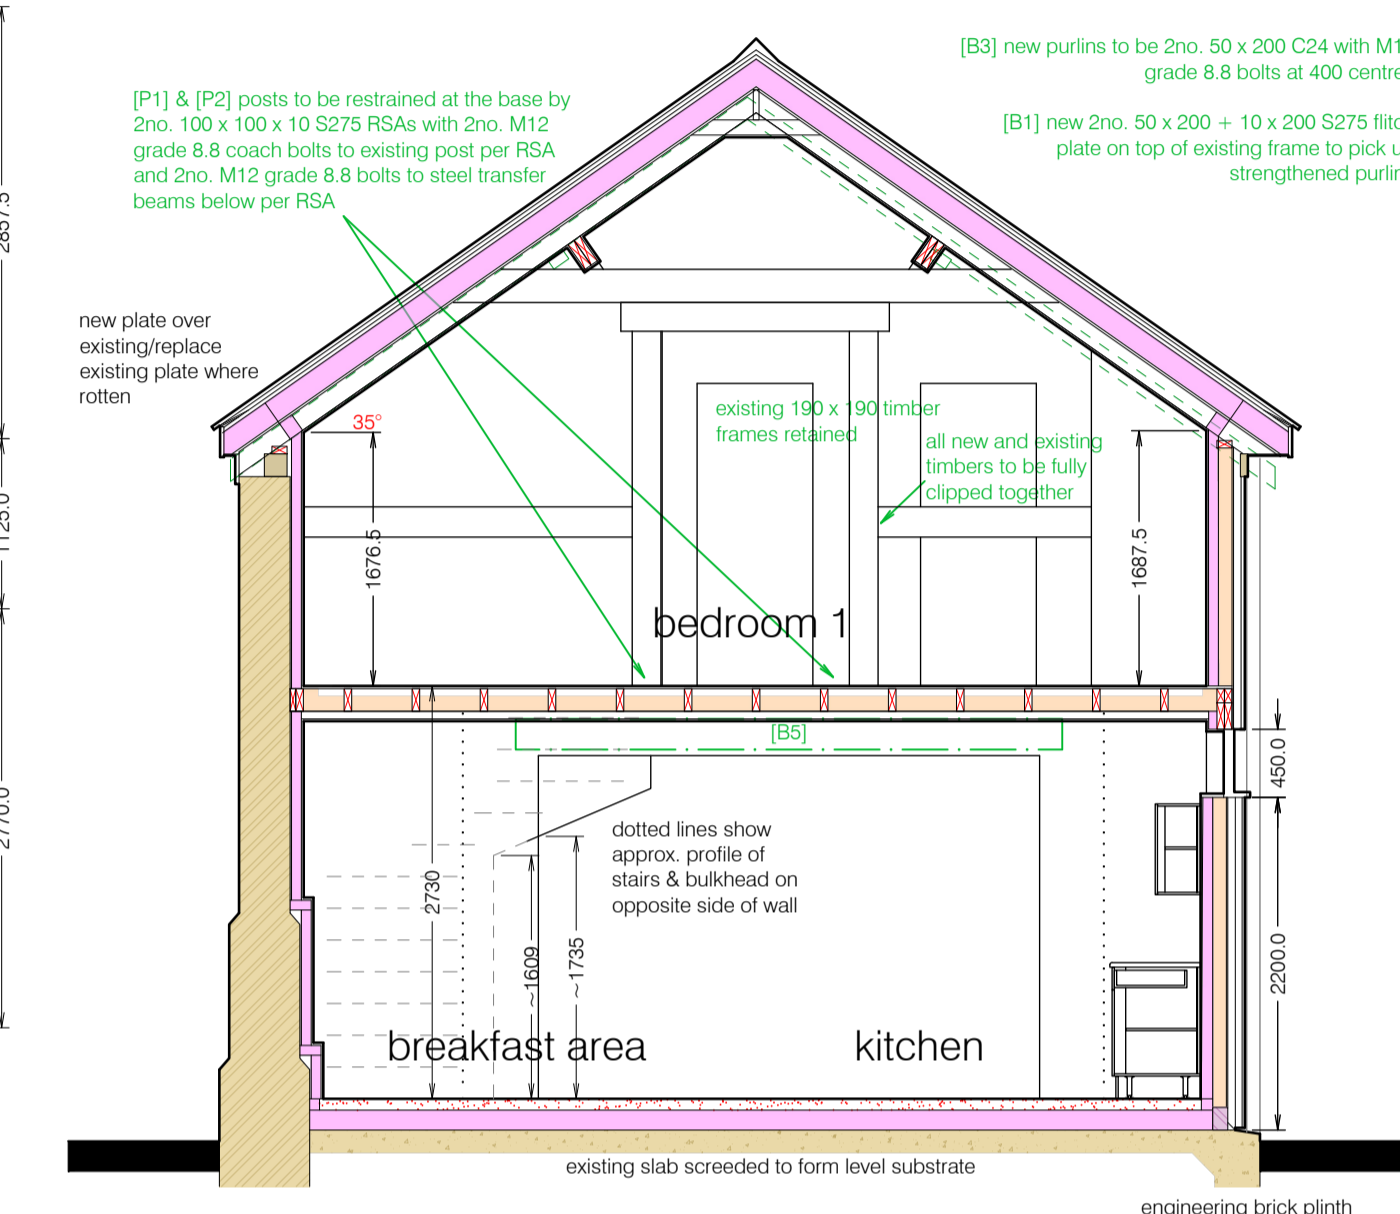 [B3] new purlins to be 2no. 50 x 200 C24 with
grade 8.8 bolts at 400
[B1] new 2no. 50 x 200 + 10 x 200 S275
plate on top of existing frame to pick
strengthened
[P1] & [P2] posts to be restrained at the base by
2no. 100 x 100 x 10 S275 RSAs with 2no. M12
grade 8.8 coach bolts to existing post per RSA
and 2no. M12 grade 8.8 bolts to steel transfer
beams below per RSA
2857.5
new plate over
existing/replace
existing plate where
rotten
35°
existing 190 x 190 timber
frames retained
all new and existing
timbers to be fully
clipped together
1125.0
1676.5
1687.5
bedroom 1
[B5]
450.0
2770.0
dotted lines show
approx. profile of
stairs & bulkhead on
opposite side of wall
2730
~1609
~1735
2200.0
breakfast area
kitchen
existing slab screeded to form level substrate
engineering brick plinth